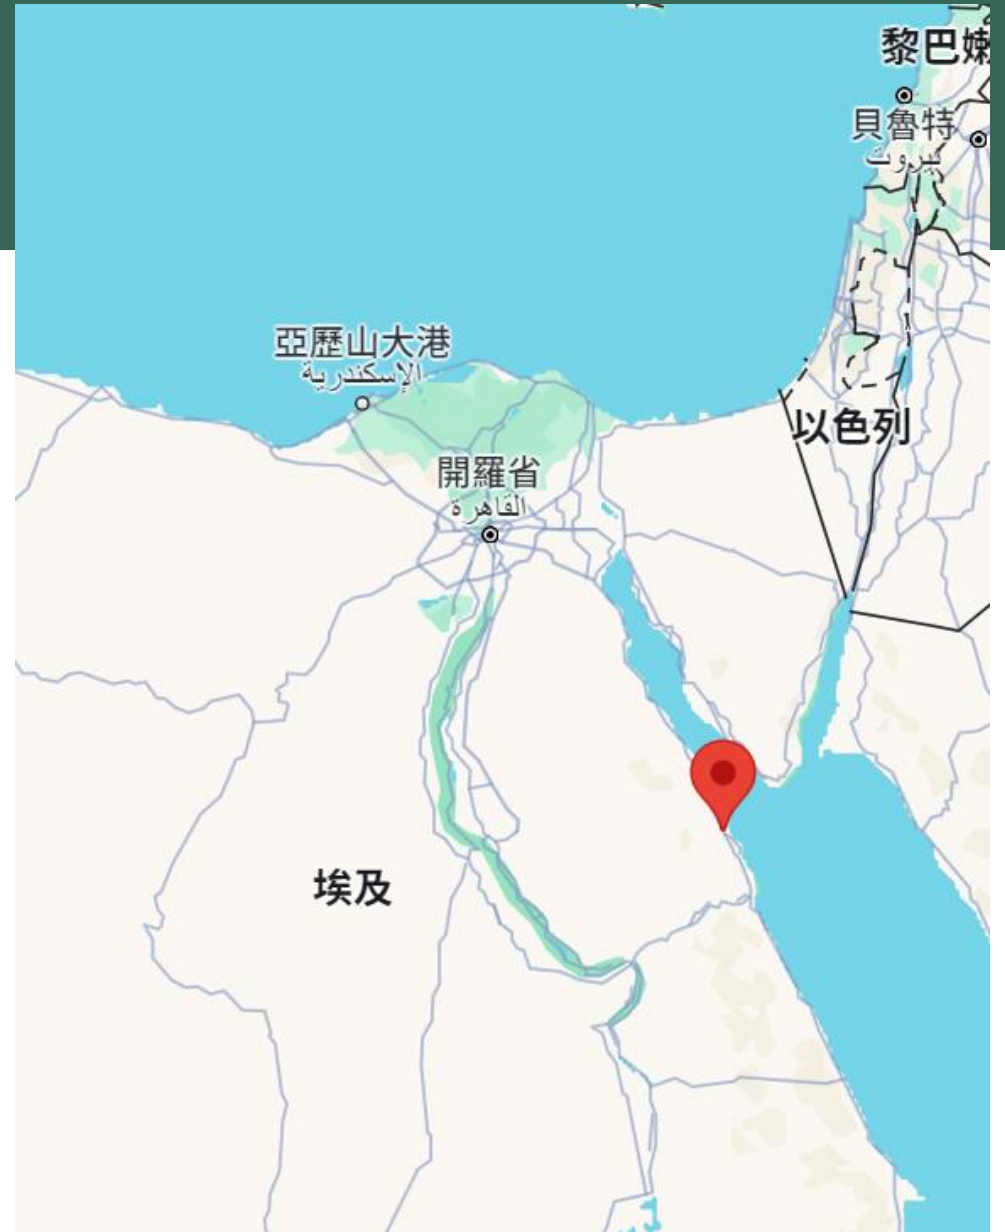 黎巴嫩
貝魯特
بيروت
亞歷山大港
الإسكندرية
以色列
開羅省
القاهرة
埃及